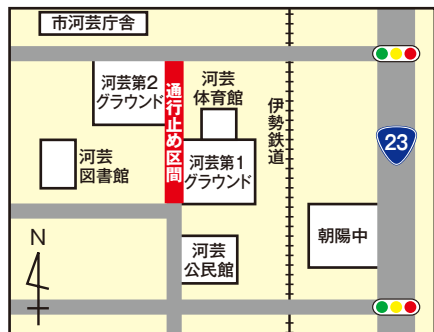 市河芸庁舎
河芸第2
グラウンド
通行止め区間
河芸
体育館
伊勢鉄道
23
河芸
図書館
河芸第1
グラウンド
朝陽中
河芸
公民館
N